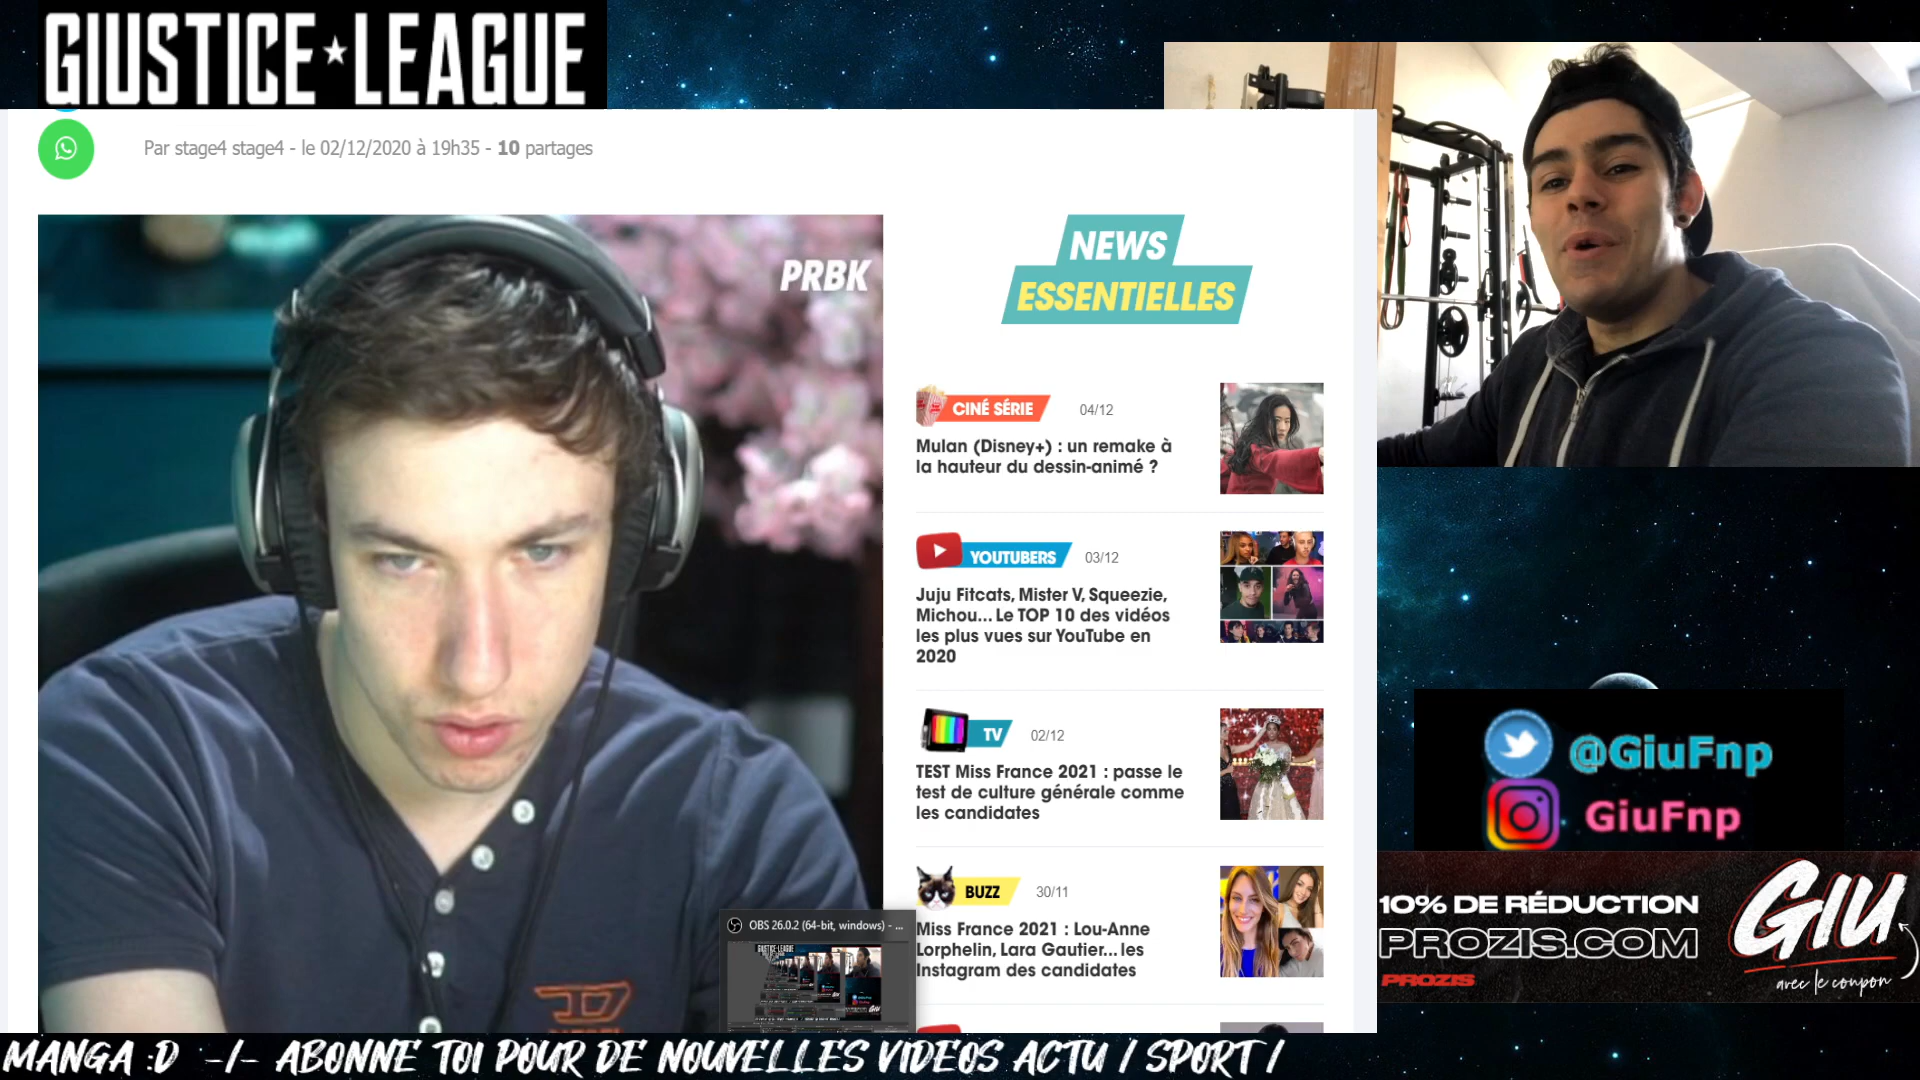 GIUSTICE★LEAGUE
Par stage4 stage4 - le 02/12/2020 à 19h35 - 10 partages
PRBK
NEWS
ESSENTIELLES
CINÉ SÉRIE 04/12
Mulan (Disney+) : un remake à
la hauteur du dessin-animé ?
YOUTUBERS 03/12
Juju Fitcats, Mister V, Squeezie,
Michou... Le TOP 10 des vidéos
les plus vues sur YouTube en
2020
TV 02/12
TEST Miss France 2021 : passe le
test de culture générale comme
les candidates
BUZZ 30/11
Miss France 2021 : Lou-Anne
Lorphelin, Lara Gautier... les
Instagram des candidates
OBS 26.0.2 (64-bit, windows) - ...
@GiuFnp
GiuFnp
10% DE RÉDUCTION
PROZIS.COM
PROZIS
GIU
avec le coupon
MANGA :D -/- ABONNE TOI POUR DE NOUVELLES VIDEOS ACTU / SPORT /